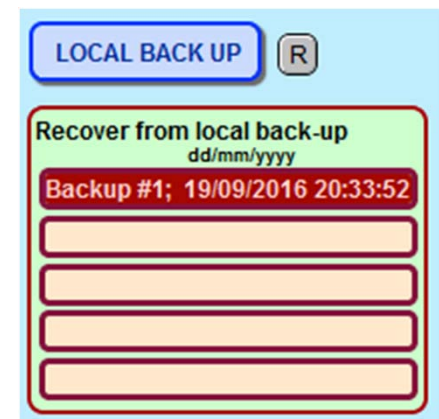 LOCAL BACK UP R
Recover from local back-up
dd/mm/yyyy
Backup #1; 19/09/2016 20:33:52